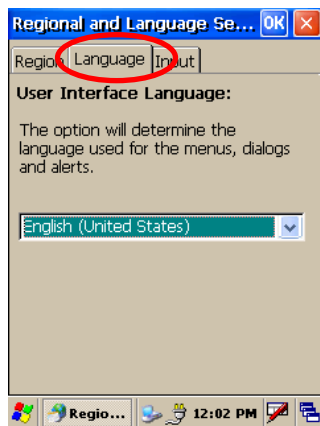 Regional and Language Se... OK
Region Language Input
User Interface Language:
The option will determine the
language used for the menus, dialogs
and alerts.
English (United States)
Regio... 12:02 PM